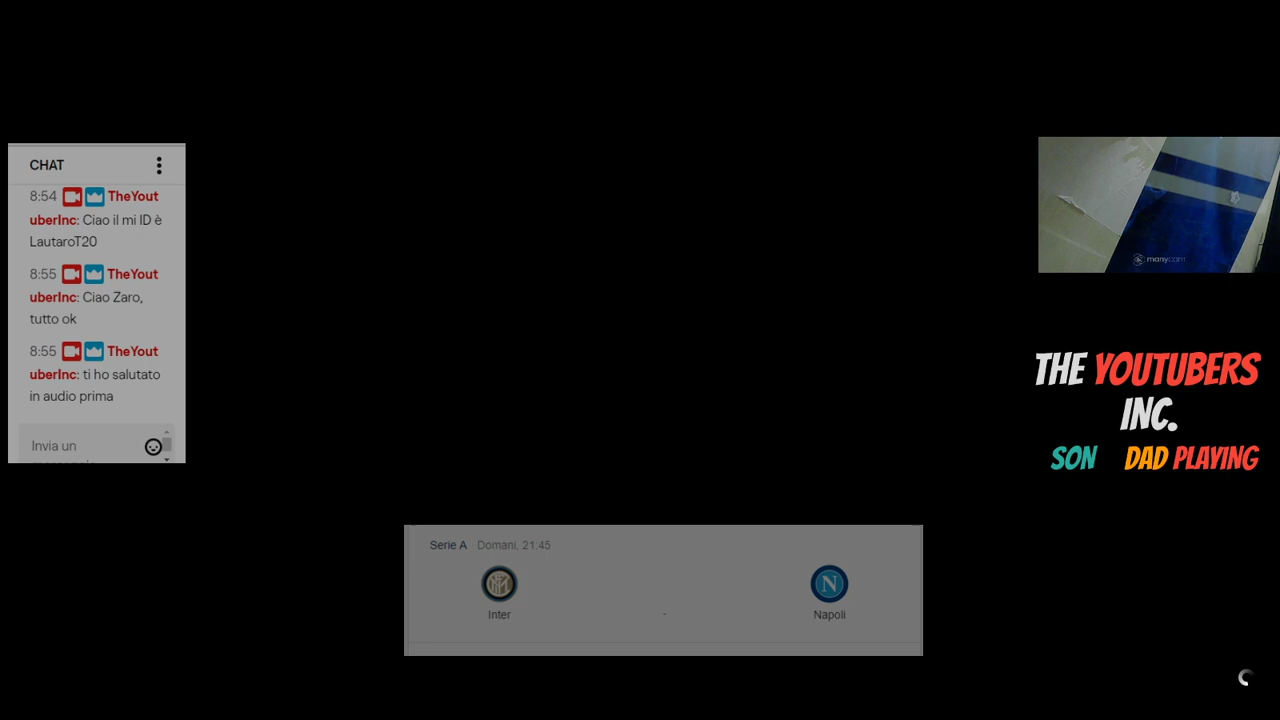 CHAT
8:54 TheYout
uberInc: Ciao il mi ID è
LautaroT20
8:55 TheYout
uberInc: Ciao Zaro,
tutto ok
8:55 TheYout
uberInc: ti ho salutato
in audio prima
Invia un
manycam
THE YOUTUBERS
INC.
SON DAD PLAYING
Serie A Domani, 21:45
N
Inter - Napoli